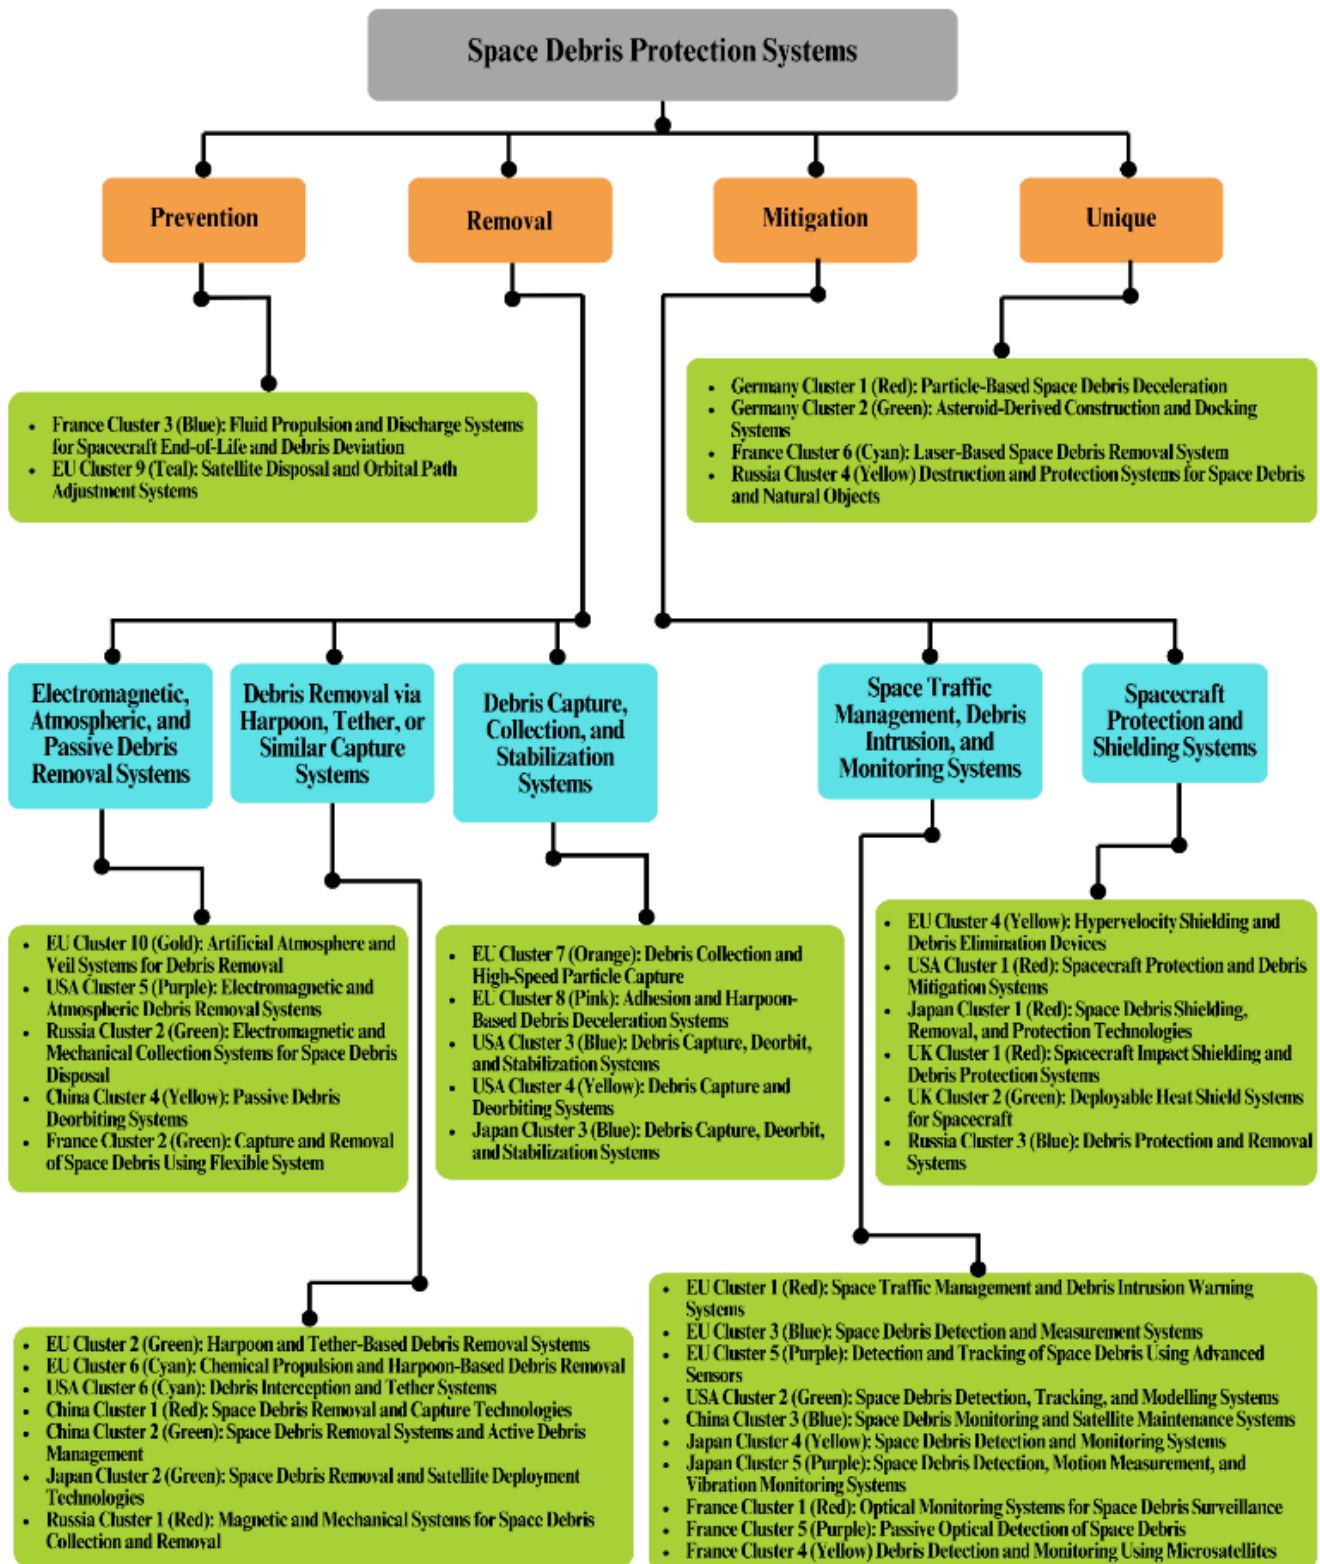 Space Debris Protection Systems
Prevention
Removal
Mitigation
Unique
• France Cluster 3 (Blue): Fluid Propulsion and Discharge Systems
for Spacecraft End-of-Life and Debris Deviation
• EU Cluster 9 (Teal): Satellite Disposal and Orbital Path
Adjustment Systems
• Germany Cluster 1 (Red): Particle-Based Space Debris Deceleration
• Germany Cluster 2 (Green): Asteroid-Derived Construction and Docking
Systems
• France Cluster 6 (Cyan): Laser-Based Space Debris Removal System
• Russia Cluster 4 (Yellow) Destruction and Protection Systems for Space Debris
and Natural Objects
Electromagnetic,
Atmospheric, and
Passive Debris
Removal Systems
Debris Removal via
Harpoon, Tether, or
Similar Capture
Systems
Debris Capture,
Collection, and
Stabilization
Systems
Space Traffic
Management, Debris
Intrusion, and
Monitoring Systems
Spacecraft
Protection and
Shielding Systems
• EU Cluster 10 (Gold): Artificial Atmosphere and
Veil Systems for Debris Removal
• USA Cluster 5 (Purple): Electromagnetic and
Atmospheric Debris Removal Systems
• Russia Cluster 2 (Green): Electromagnetic and
Mechanical Collection Systems for Space Debris
Disposal
• China Cluster 4 (Yellow): Passive Debris
Deorbiting Systems
• France Cluster 2 (Green): Capture and Removal
of Space Debris Using Flexible System
• EU Cluster 7 (Orange): Debris Collection and
High-Speed Particle Capture
• EU Cluster 8 (Pink): Adhesion and Harpoon-
Based Debris Deceleration Systems
• USA Cluster 3 (Blue): Debris Capture, Deorbit,
and Stabilization Systems
• USA Cluster 4 (Yellow): Debris Capture and
Deorbiting Systems
• Japan Cluster 3 (Blue): Debris Capture, Deorbit,
and Stabilization Systems
• EU Cluster 4 (Yellow): Hypervelocity Shielding and
Debris Elimination Devices
• USA Cluster 1 (Red): Spacecraft Protection and Debris
Mitigation Systems
• Japan Cluster 1 (Red): Space Debris Shielding,
Removal, and Protection Technologies
• UK Cluster 1 (Red): Spacecraft Impact Shielding and
Debris Protection Systems
• UK Cluster 2 (Green): Deployable Heat Shield Systems
for Spacecraft
• Russia Cluster 3 (Blue): Debris Protection and Removal
Systems
• EU Cluster 2 (Green): Harpoon and Tether-Based Debris Removal Systems
• EU Cluster 6 (Cyan): Chemical Propulsion and Harpoon-Based Debris Removal
• USA Cluster 6 (Cyan): Debris Interception and Tether Systems
• China Cluster 1 (Red): Space Debris Removal and Capture Technologies
• China Cluster 2 (Green): Space Debris Removal Systems and Active Debris
Management
• Japan Cluster 2 (Green): Space Debris Removal and Satellite Deployment
Technologies
• Russia Cluster 1 (Red): Magnetic and Mechanical Systems for Space Debris
Collection and Removal
• EU Cluster 1 (Red): Space Traffic Management and Debris Intrusion Warning
Systems
• EU Cluster 3 (Blue): Space Debris Detection and Measurement Systems
• EU Cluster 5 (Purple): Detection and Tracking of Space Debris Using Advanced
Sensors
• USA Cluster 2 (Green): Space Debris Detection, Tracking, and Modelling Systems
• China Cluster 3 (Blue): Space Debris Monitoring and Satellite Maintenance Systems
• Japan Cluster 4 (Yellow): Space Debris Detection and Monitoring Systems
• Japan Cluster 5 (Purple): Space Debris Detection, Motion Measurement, and
Vibration Monitoring Systems
• France Cluster 1 (Red): Optical Monitoring Systems for Space Debris Surveillance
• France Cluster 5 (Purple): Passive Optical Detection of Space Debris
• France Cluster 4 (Yellow) Debris Detection and Monitoring Using Microsatellites